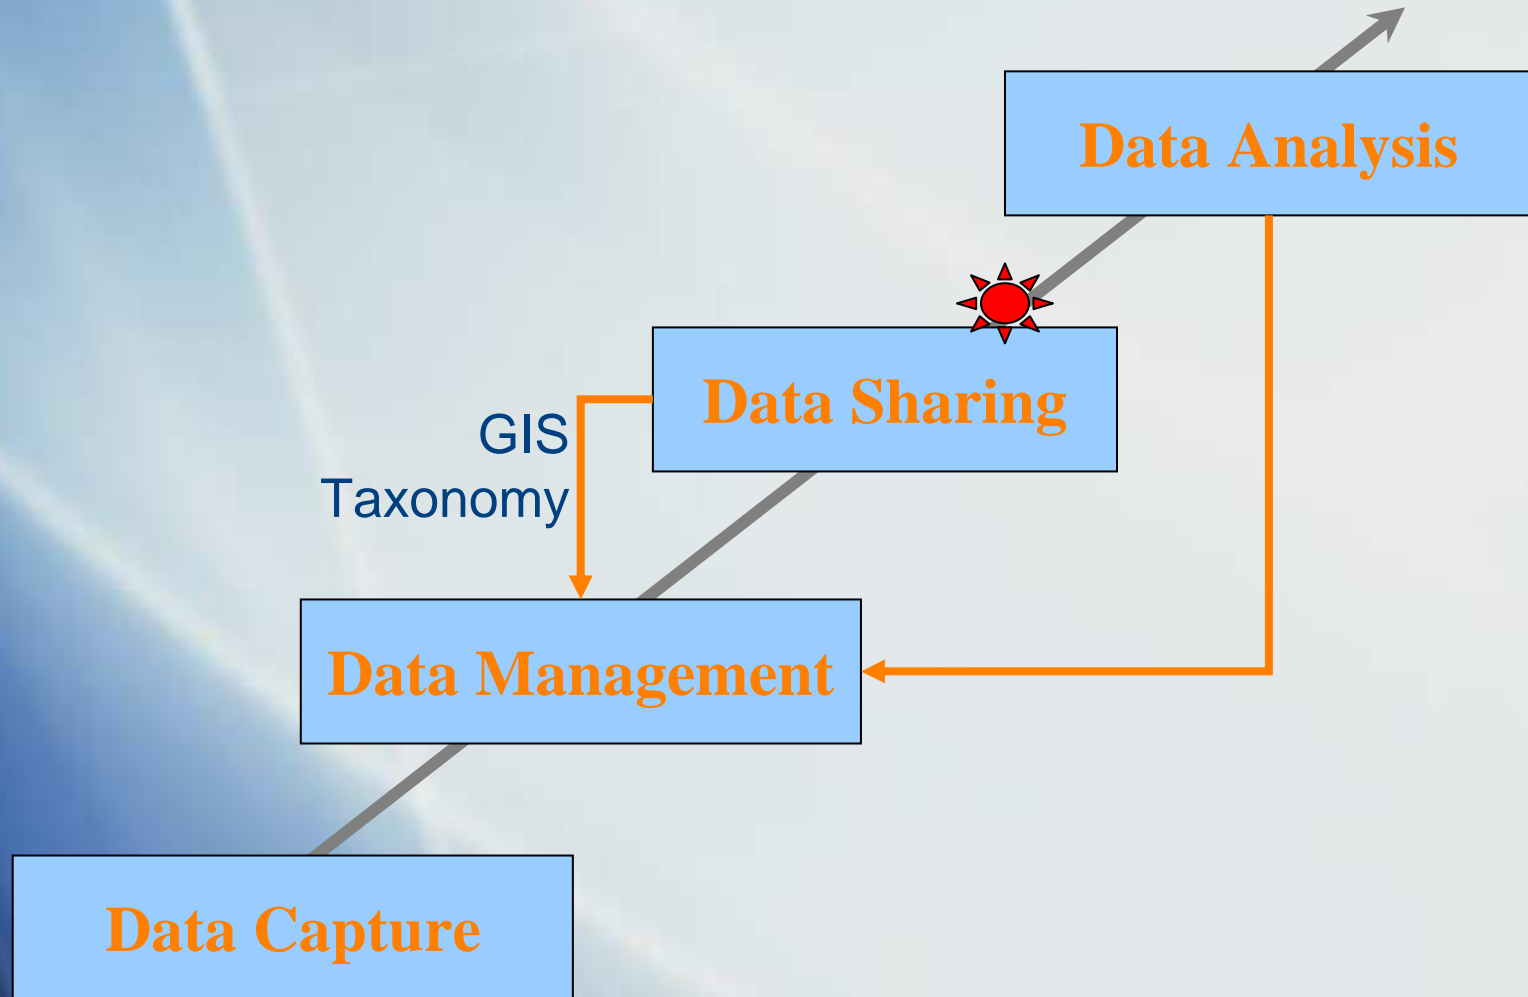 Data Analysis
Data Sharing
GIS
Taxonomy
Data Management
Data Capture